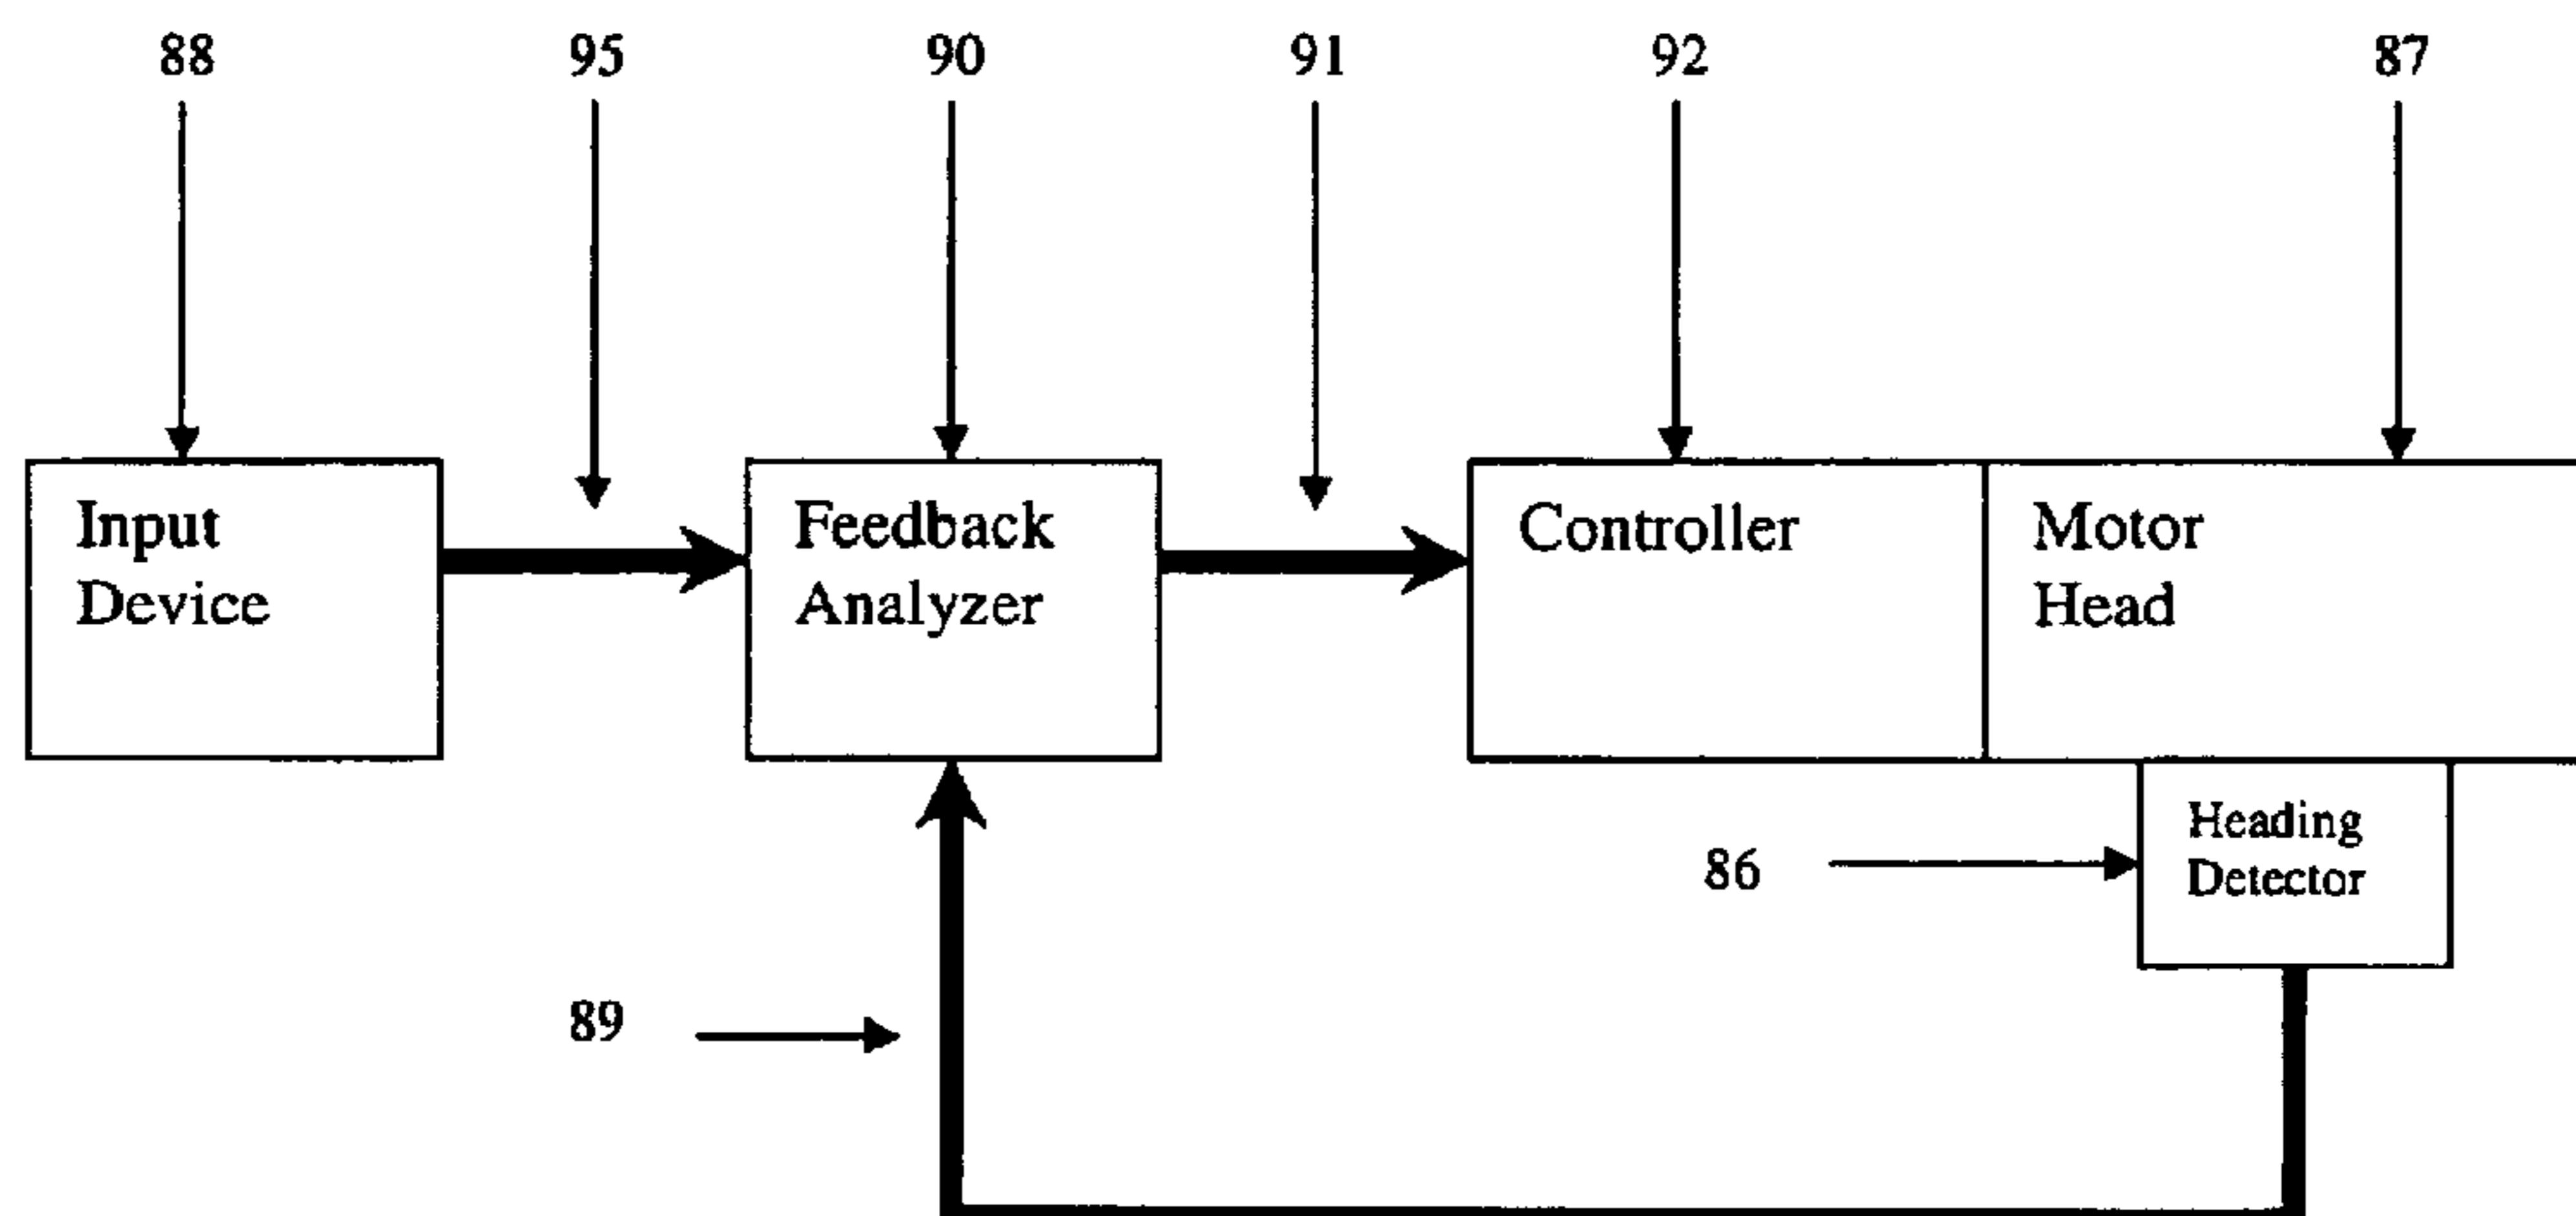 88
95
90
91
92
87
Input
Device
Feedback
Analyzer
Controller
Motor
Head
Heading
Detector
86
89